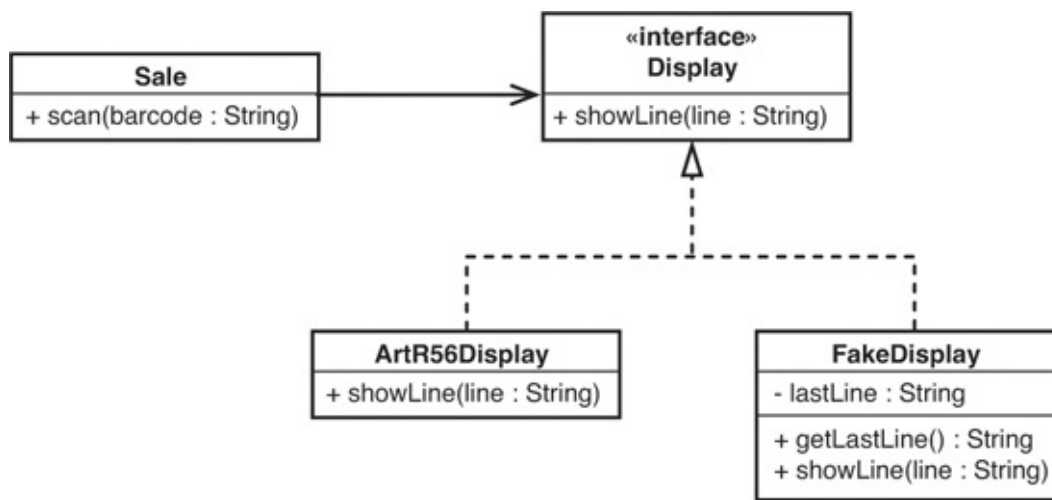 Sale
+ scan(barcode : String)
«interface»
Display
+ showLine(line : String)
ArtR56Display
+ showLine(line : String)
FakeDisplay
- lastLine : String
+ getLastLine() : String
+ showLine(line : String)